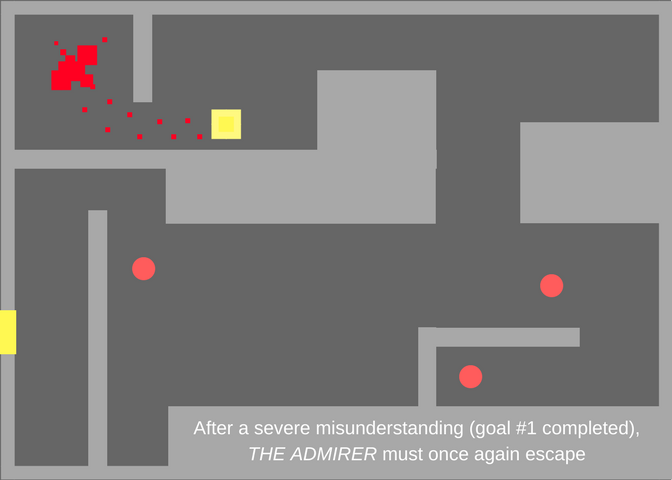 After a severe misunderstanding (goal #1 completed),
THE ADMIRER must once again escape